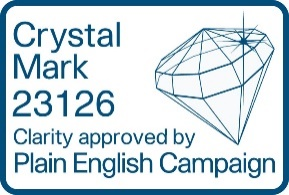 Crystal
Mark
23126
Clarity approved by
Plain English Campaign